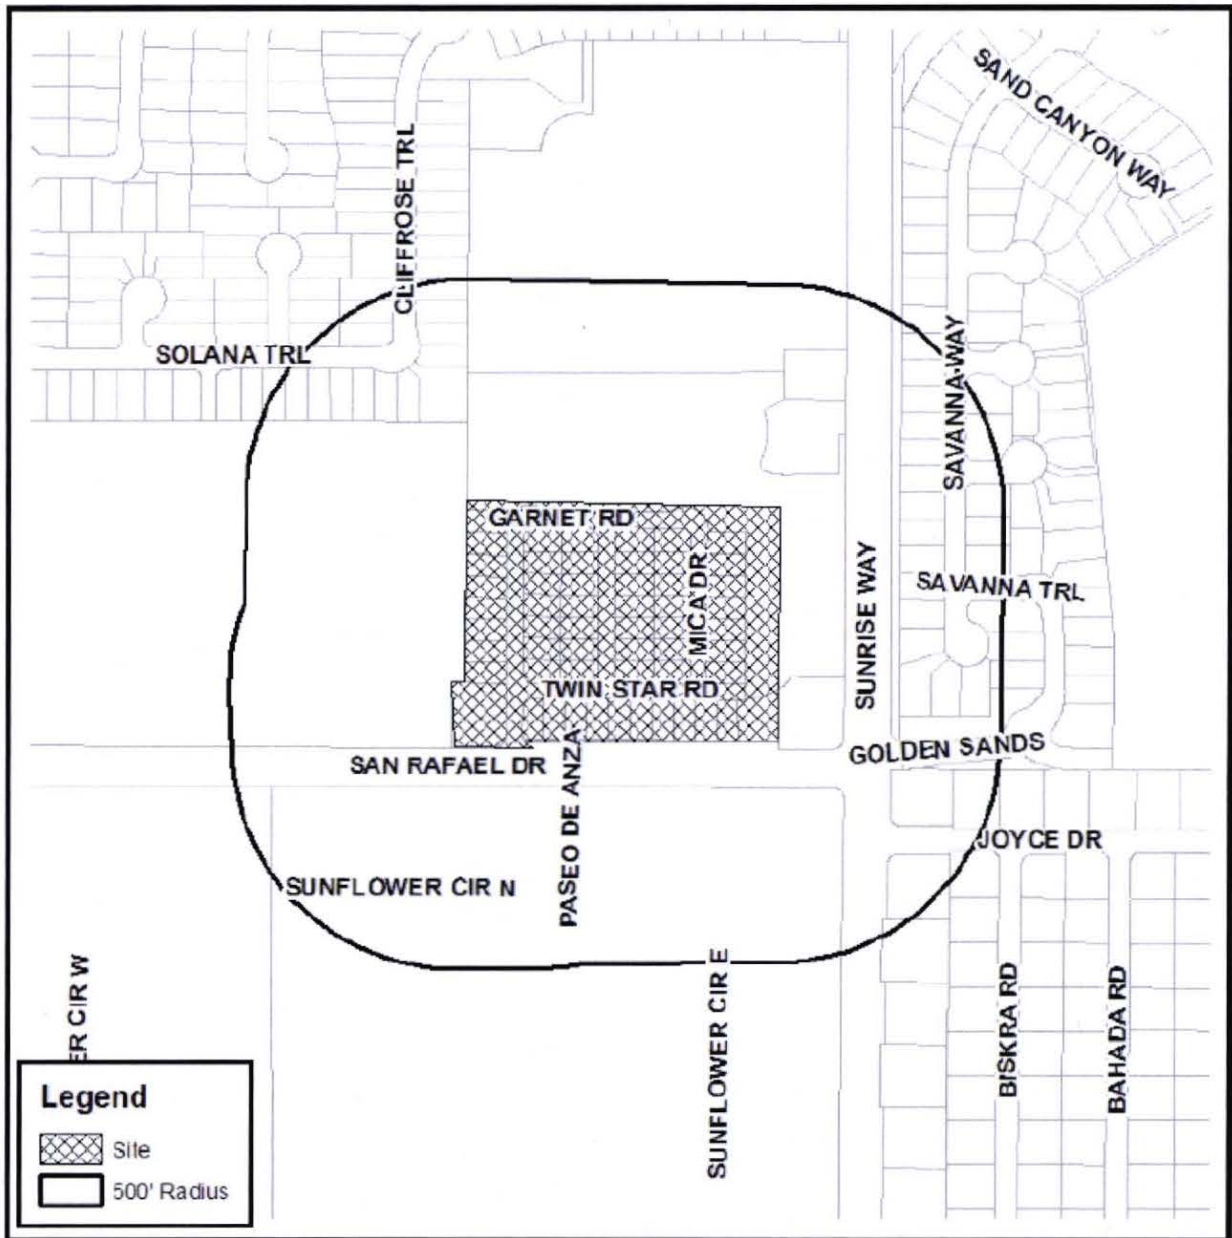 SAND CANYON WAY
CLIFFROSE TRL
SOLANA TRL
SAVANNA WAY
GARNET RD
MICA DR
SUNRISE WAY
SAVANNA TRL
TWIN STAR RD
GOLDEN SANDS
SAN RAFAEL DR
PASEO DE ANZA
JOYCE DR
SUNFLOWER CIR N
ER CIR W
SUNFLOWER CIR E
BISKRA RD
BAHADA RD
Legend
Site
500' Radius